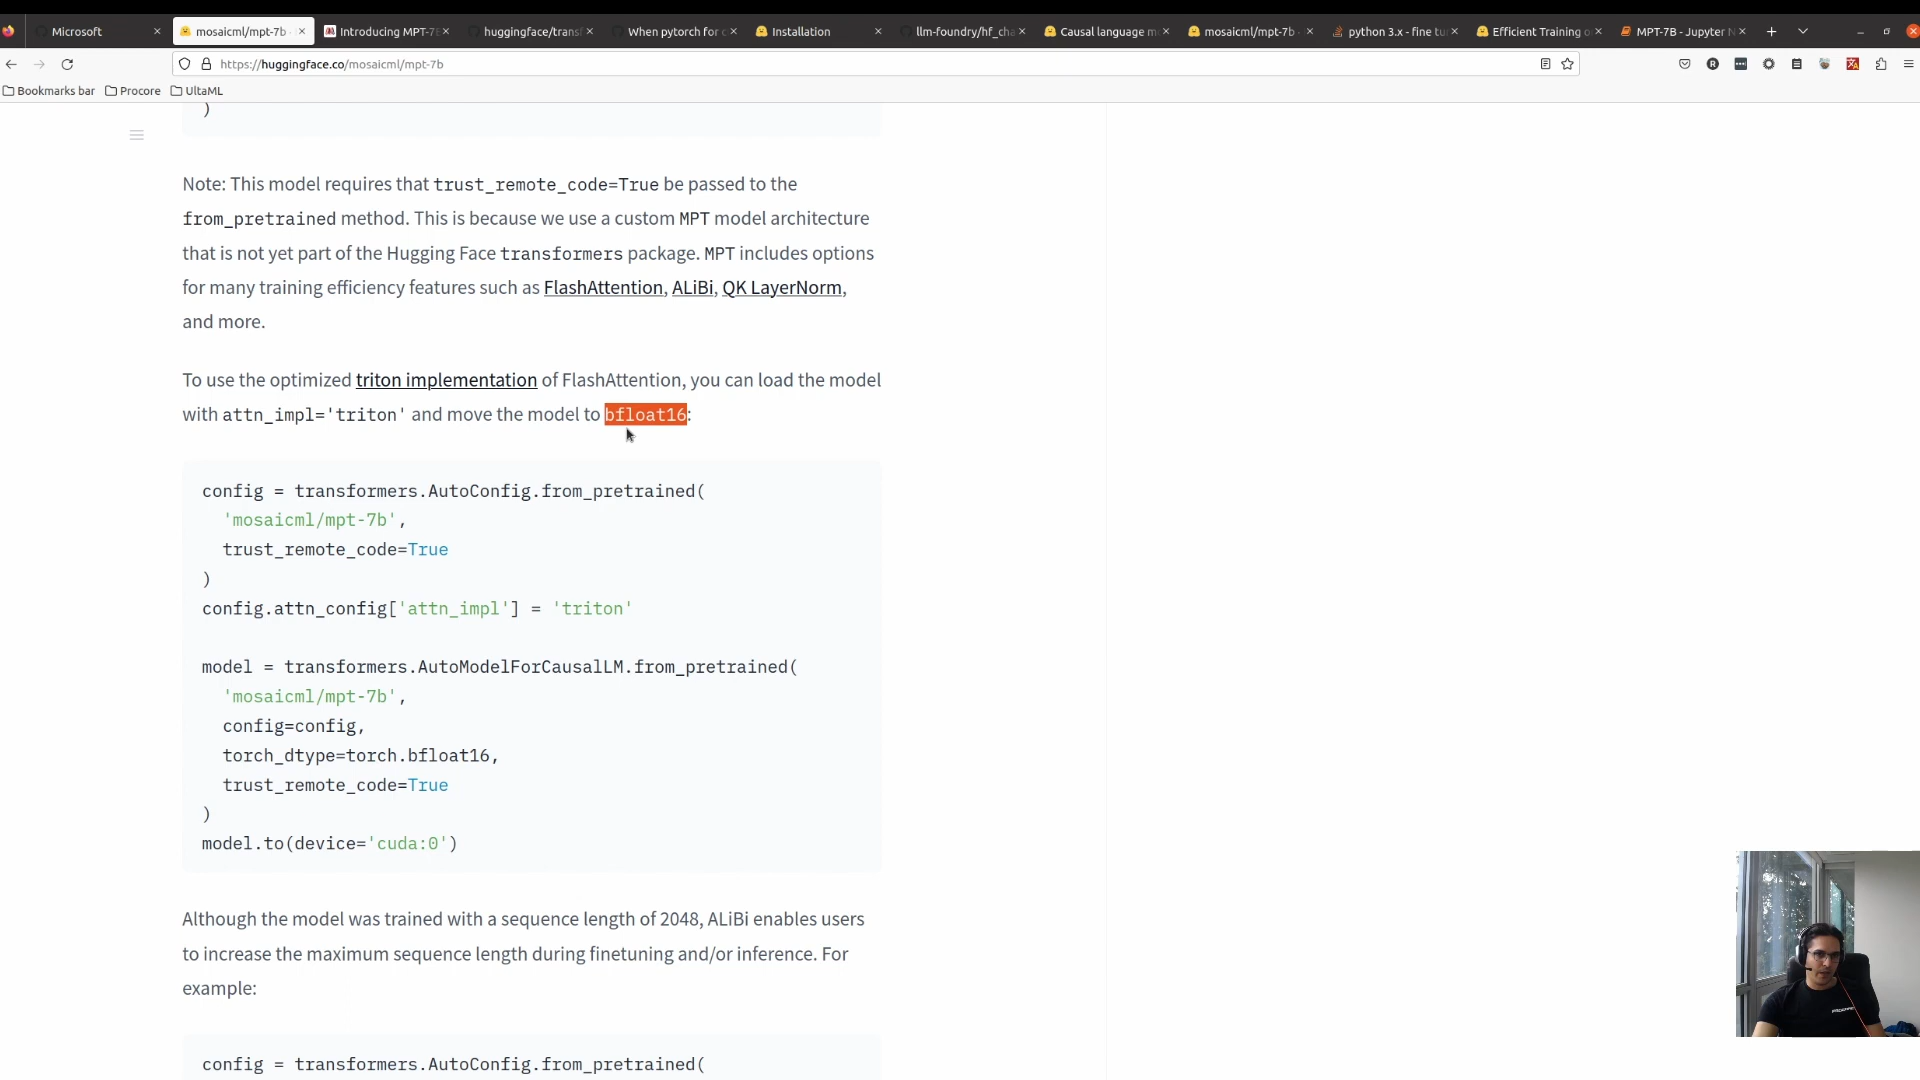 Microsoft
mosaicml/mpt-7b
Introducing MPT-7
huggingface/trans
When pytorch for
Installation
llm-foundry/hf_ch
Causal language m
mosaicml/mpt-7b
python 3.x - fine tu
Efficient Training o
MPT-7B - Jupyter N
https://huggingface.co/mosaicml/mpt-7b
Bookmarks bar
Procore
UltaML
)
Note: This model requires that trust_remote_code=True be passed to the
from_pretrained method. This is because we use a custom MPT model architecture
that is not yet part of the Hugging Face transformers package. MPT includes options
for many training efficiency features such as FlashAttention, ALiBi, QK LayerNorm,
and more.
To use the optimized triton implementation of FlashAttention, you can load the model
with attn_impl='triton' and move the model to bfloat16:
config = transformers.AutoConfig.from_pretrained(
'mosaicml/mpt-7b',
trust_remote_code=True
)
config.attn_config['attn_impl'] = 'triton'
model = transformers.AutoModelForCausalLM.from_pretrained(
'mosaicml/mpt-7b',
config=config,
torch_dtype=torch.bfloat16,
trust_remote_code=True
)
model.to(device='cuda:0')
Although the model was trained with a sequence length of 2048, ALiBi enables users
to increase the maximum sequence length during finetuning and/or inference. For
example:
config = transformers.AutoConfig.from_pretrained(